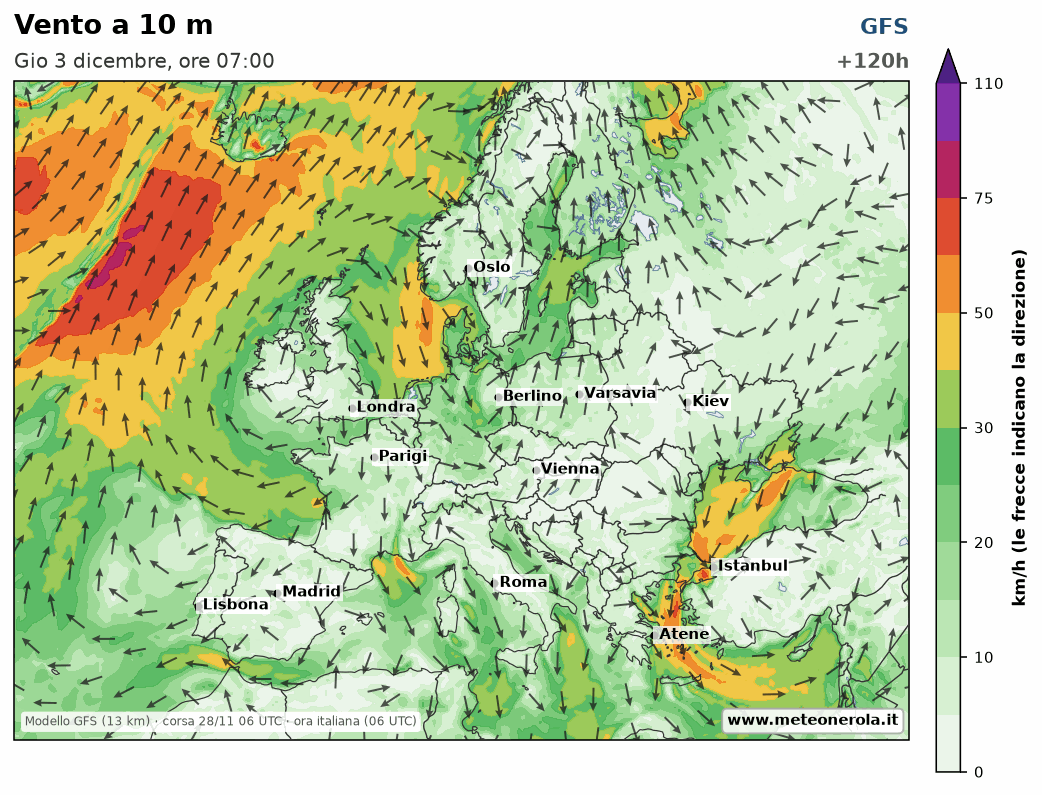 Vento a 10 m
GFS
Gio 3 dicembre, ore 07:00
+120h
110
75
50
30
20
10
0
km/h (le frecce indicano la direzione)
Oslo
Londra
Berlino
Varsavia
Kiev
Parigi
Vienna
Istanbul
Roma
Madrid
Lisbona
Atene
Modello GFS (13 km) · corsa 28/11 06 UTC · ora italiana (06 UTC)
www.meteonerola.it